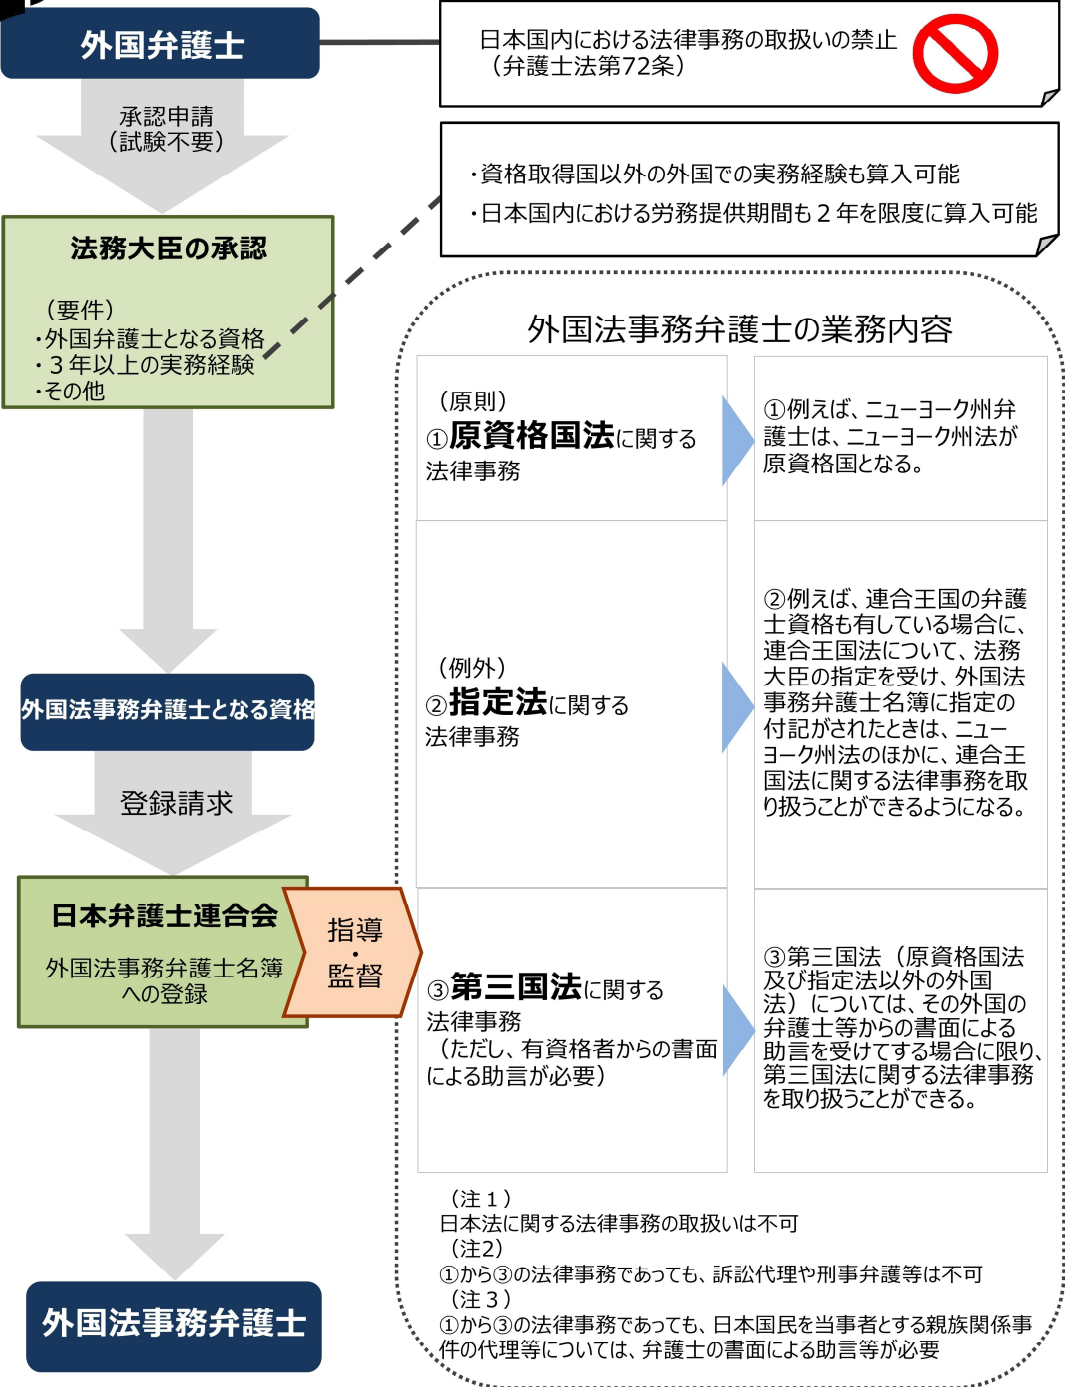 外国弁護士
日本国内における法律事務の取扱いの禁止
（弁護士法第72条）
承認申請
（試験不要）
・資格取得国以外の外国での実務経験も算入可能
・日本国内における労務提供期間も２年を限度に算入可能
法務大臣の承認
（要件）
・外国弁護士となる資格
・３年以上の実務経験
・その他
外国法事務弁護士となる資格
登録請求
日本弁護士連合会
外国法事務弁護士名簿
への登録
指導
・
監督
外国法事務弁護士
外国法事務弁護士の業務内容
（原則）
①原資格国法に関する
法律事務
①例えば、ニューヨーク州弁
護士は、ニューヨーク州法が
原資格国となる。
（例外）
②指定法に関する
法律事務
②例えば、連合王国の弁護
士資格も有している場合に、
連合王国法について、法務
大臣の指定を受け、外国法
事務弁護士名簿に指定の
付記がされたときは、ニュー
ヨーク州法のほかに、連合王
国法に関する法律事務を取
り扱うことができるようになる。
③第三国法に関する
法律事務
（ただし、有資格者からの書面
による助言が必要）
③第三国法（原資格国法
及び指定法以外の外国
法）については、その外国の
弁護士等からの書面による
助言を受けてする場合に限り、
第三国法に関する法律事務
を取り扱うことができる。
（注１）
日本法に関する法律事務の取扱いは不可
（注2）
①から③の法律事務であっても、訴訟代理や刑事弁護等は不可
（注３）
①から③の法律事務であっても、日本国民を当事者とする親族関係事
件の代理等については、弁護士の書面による助言等が必要